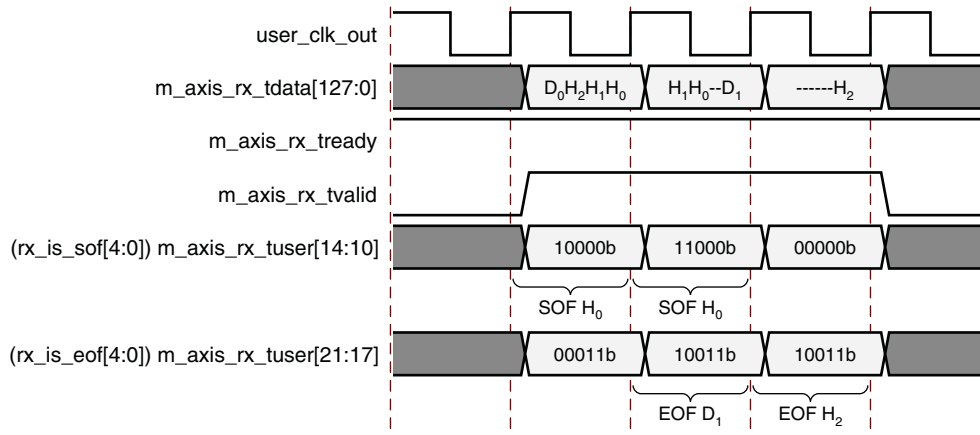 user_clk_out
m_axis_rx_tdata[127:0] D₀H₂H₁H₀ H₁H₀--D₁ ------H₂
m_axis_rx_tready
m_axis_rx_tvalid
(rx_is_sof[4:0]) m_axis_rx_tuser[14:10] 10000b 11000b 00000b
SOF H₀ SOF H₀
(rx_is_eof[4:0]) m_axis_rx_tuser[21:17] 00011b 10011b 10011b
EOF D₁ EOF H₂